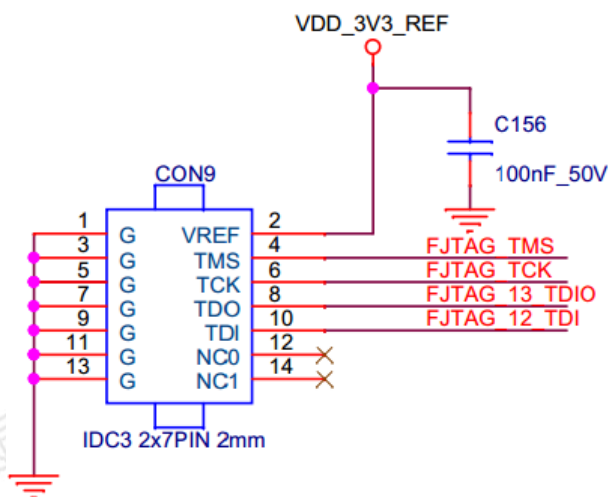 VDD_3V3_REF
C156
100nF_50V
CON9
1 G VREF 2
3 G TMS 4 FJTAG_TMS
5 G TCK 6 FJTAG_TCK
7 G TDO 8 FJTAG_13_TDIO
9 G TDI 10 FJTAG_12_TDI
11 G NC0 12
13 G NC1 14
IDC3 2x7PIN 2mm